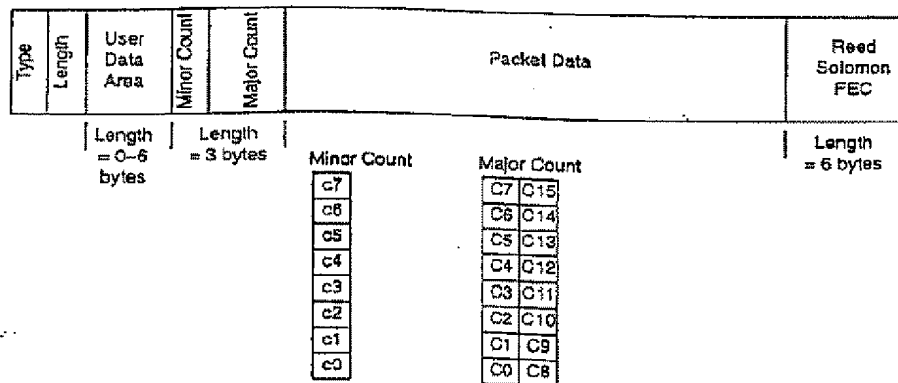 Type
Length
User
Data
Area
Minor Count
Major Count
Packet Data
Reed
Solomon
FEC
Length
= 0–6
bytes
Length
= 3 bytes
Length
= 6 bytes
Minor Count
c7
c6
c5
c4
c3
c2
c1
c0
Major Count
C7 C15
C6 C14
C5 C13
C4 C12
C3 C11
C2 C10
C1 C9
C0 C8